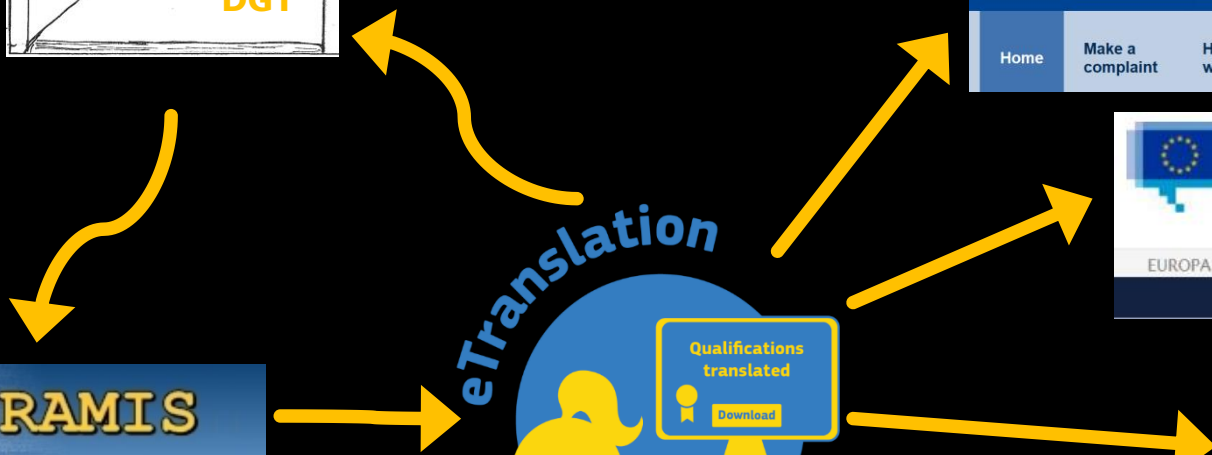 DGT
Home
Make a
complaint
EUROPA
eTranslation
Qualifications
translated
Download
RAMIS